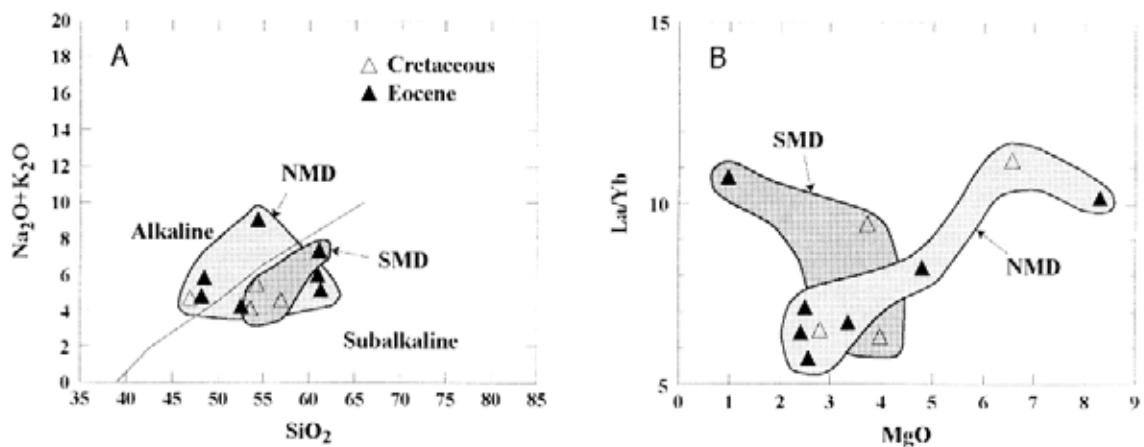 A
B
△ Cretaceous
▲ Eocene
NMD
SMD
Alkaline
SMD
Subalkaline
NMD
Na₂O+K₂O
20
18
16
14
12
10
8
6
4
2
0
35 40 45 50 55 60 65 70 75 80 85
SiO₂
La/Yb
15
10
5
0 1 2 3 4 5 6 7 8 9
MgO